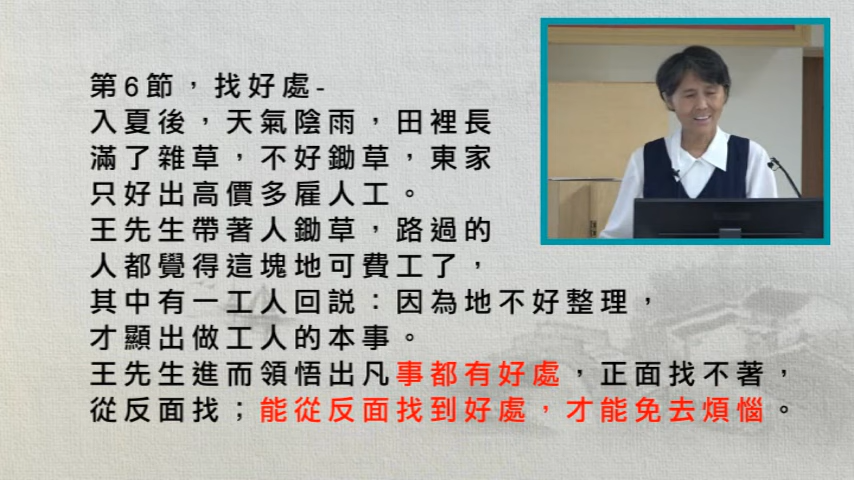 第6節，找好處-
入夏後，天氣陰雨，田裡長
滿了雜草，不好鋤草，東家
只好出高價多雇人工。
王先生帶著人鋤草，路過的
人都覺得這塊地可費工了，
其中有一工人回説：因為地不好整理，
才顯出做工人的本事。
王先生進而領悟出凡事都有好處，正面找不著，
從反面找；能從反面找到好處，才能免去煩惱。